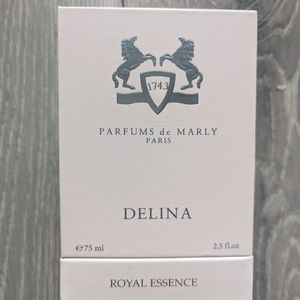 1743
PARFUMS de MARLY
PARIS
DELINA
℮75 ml 2.5 fl.oz
ROYAL ESSENCE